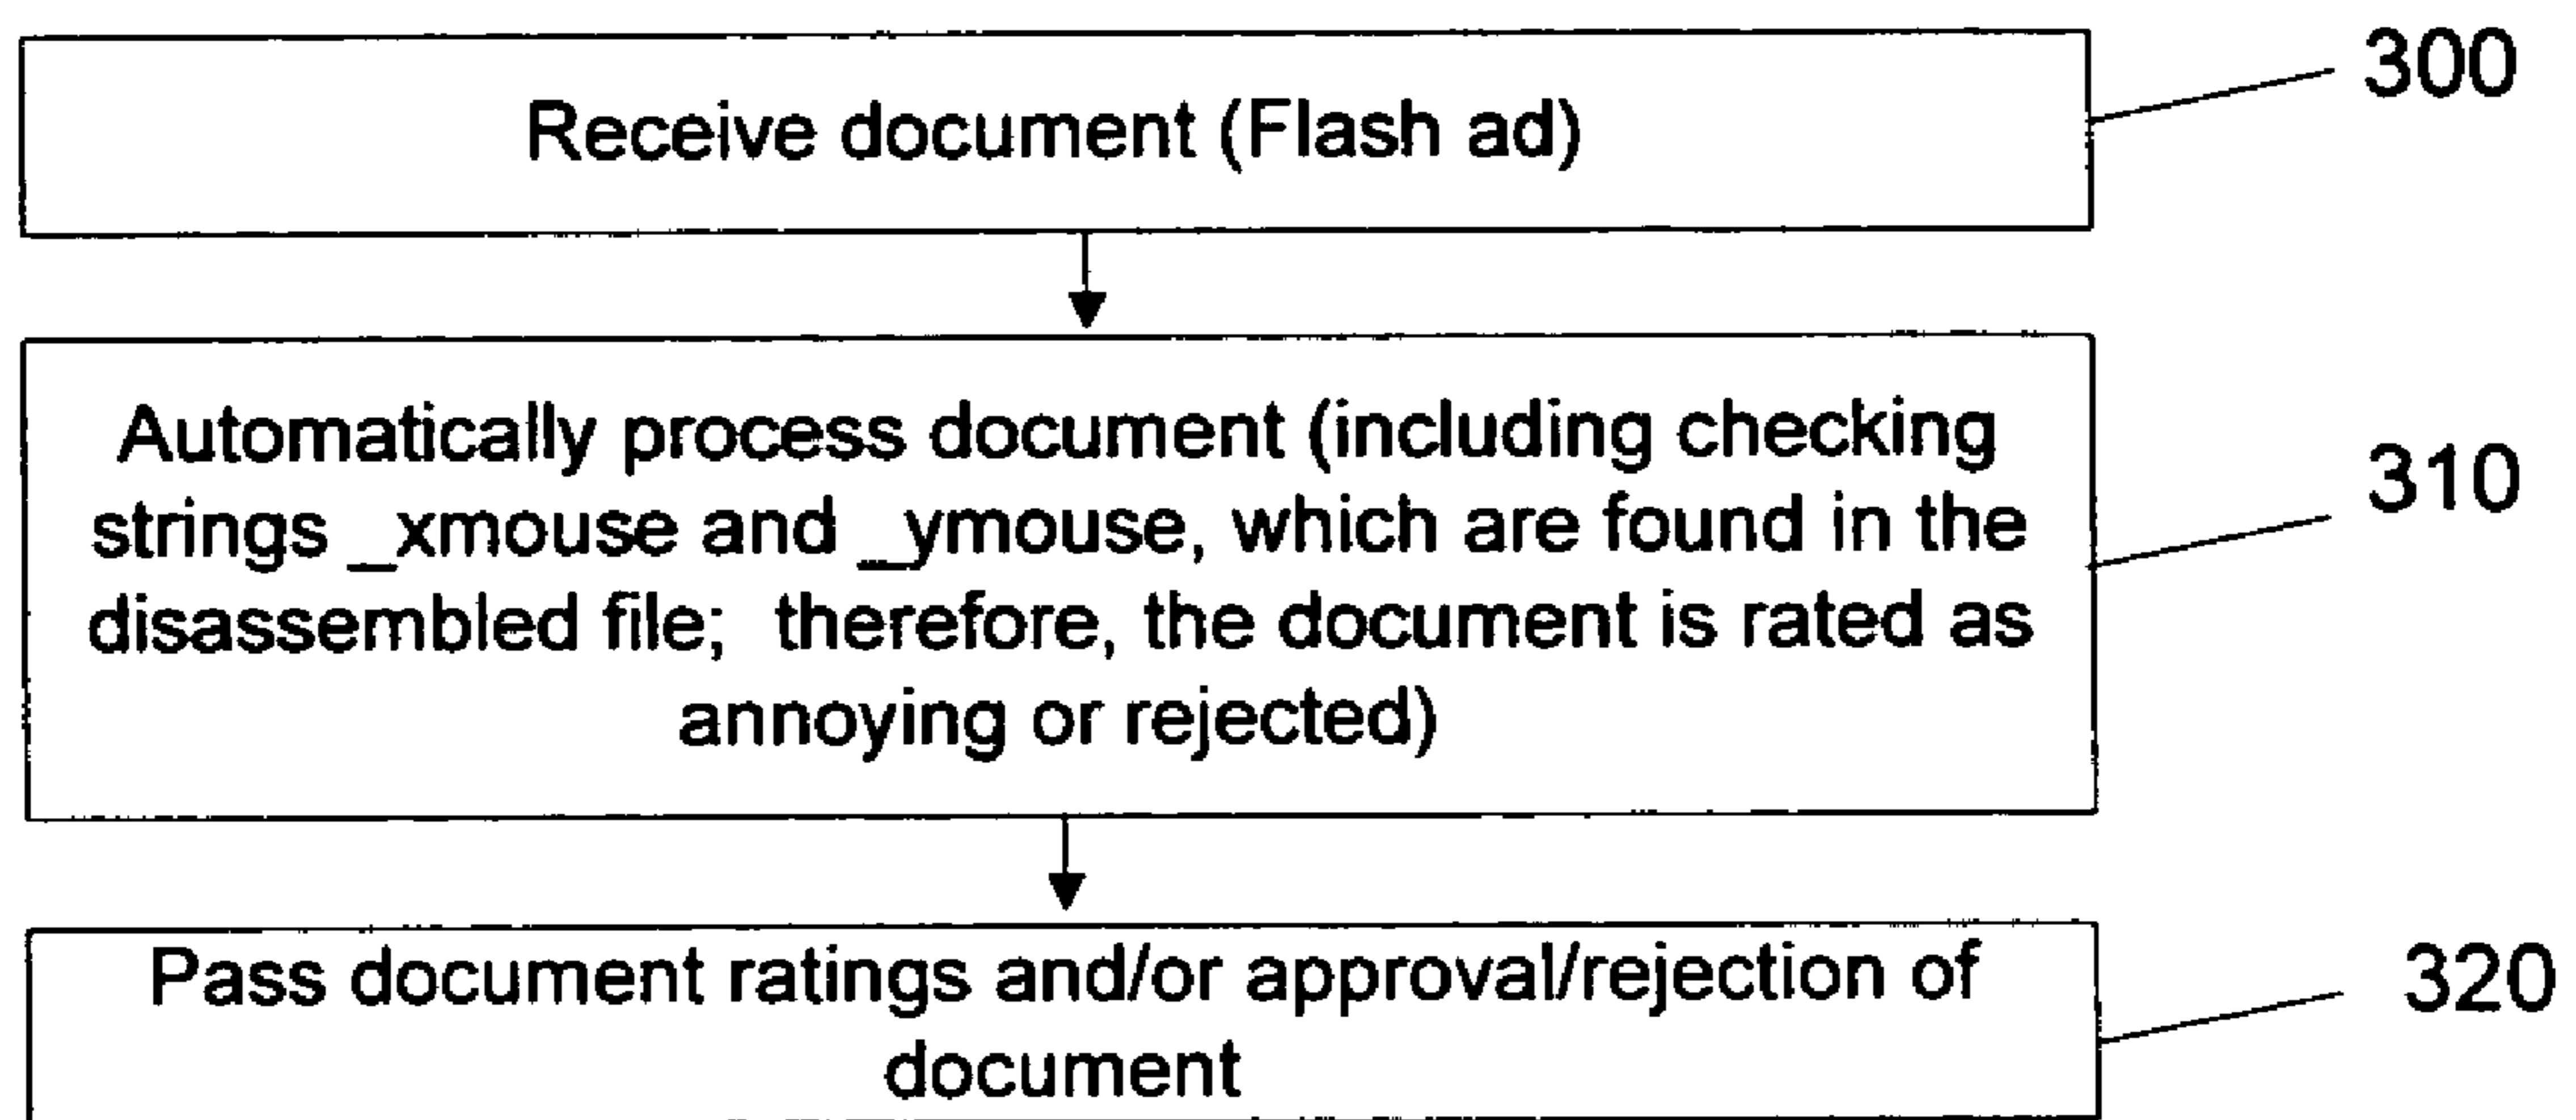 Receive document (Flash ad)
300
Automatically process document (including checking
strings _xmouse and _ymouse, which are found in the
disassembled file; therefore, the document is rated as
annoying or rejected)
310
Pass document ratings and/or approval/rejection of
document
320